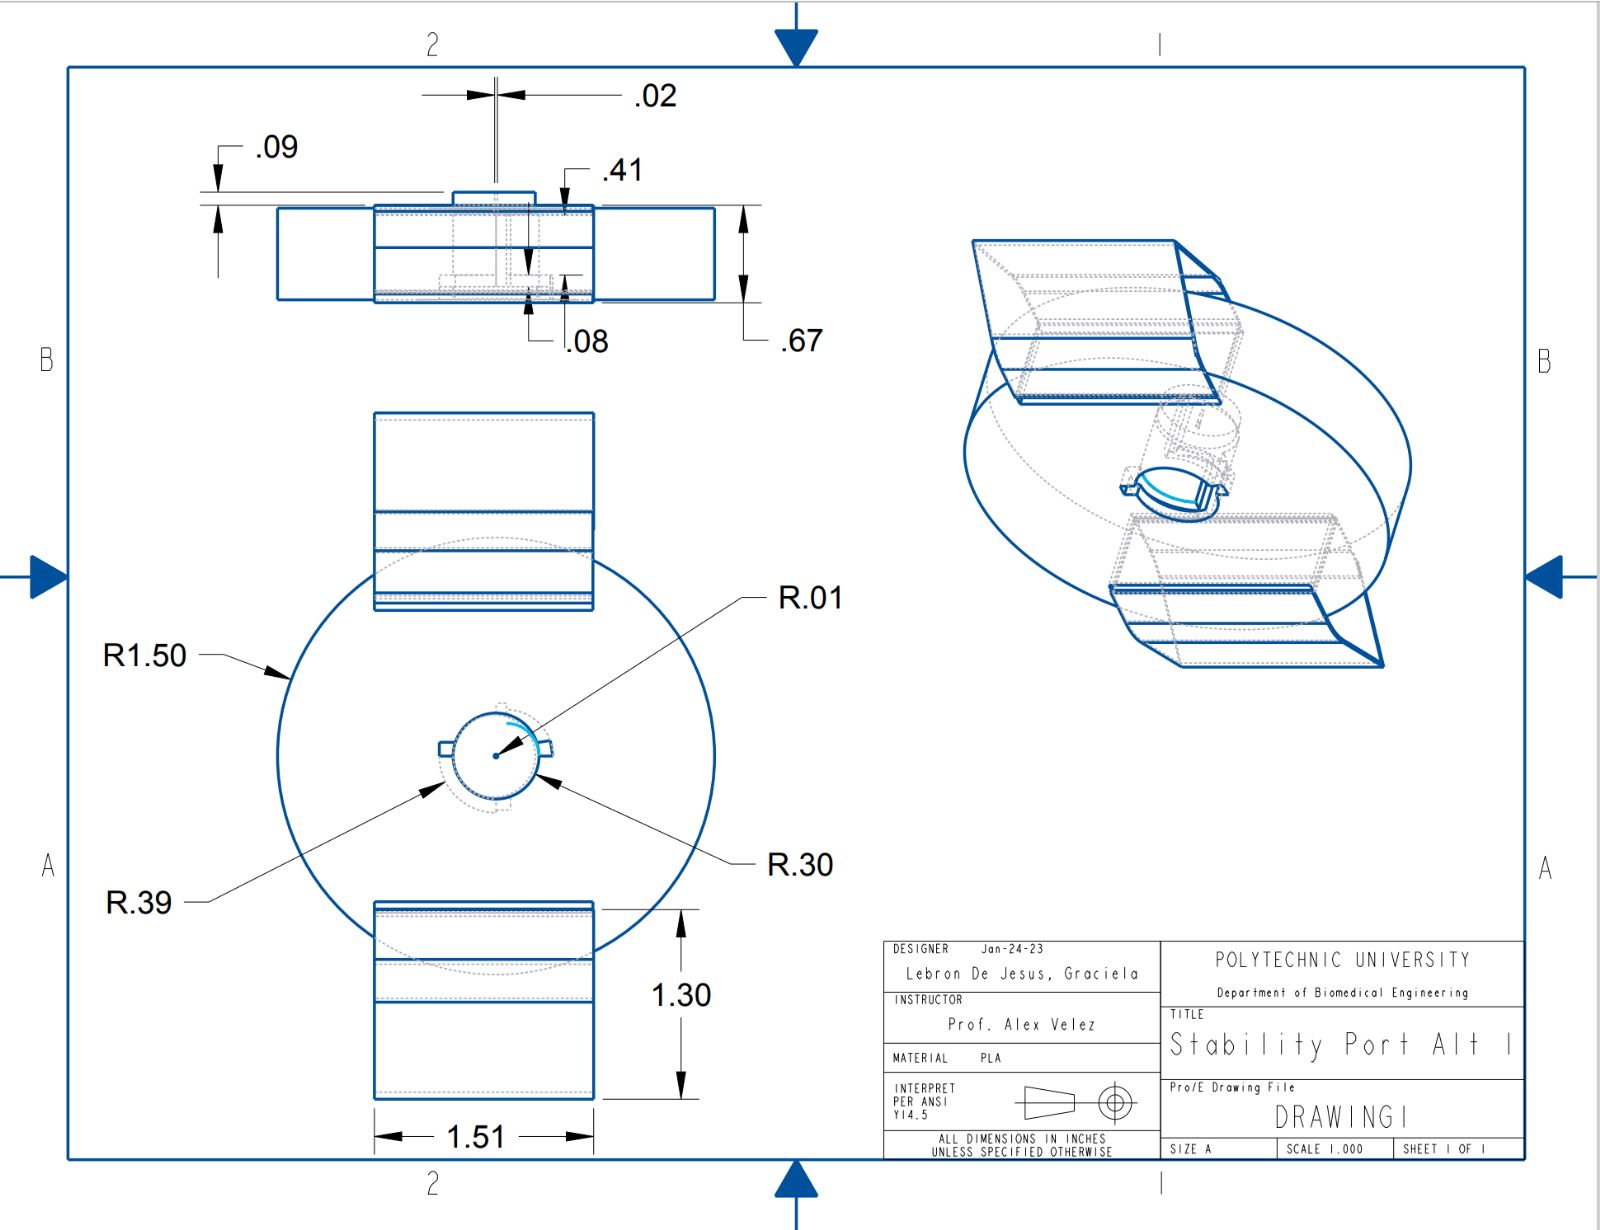 2
1
.02
.09
.41
.08
.67
B
B
R.01
R1.50
R.30
R.39
A
A
1.30
1.51
DESIGNER Jan-24-23
Lebron De Jesus, Graciela
INSTRUCTOR
Prof. Alex Velez
MATERIAL PLA
INTERPRET
PER ANSI
Y14.5
ALL DIMENSIONS IN INCHES
UNLESS SPECIFIED OTHERWISE
POLYTECHNIC UNIVERSITY
Department of Biomedical Engineering
TITLE
Stability Port Alt 1
Pro/E Drawing File
DRAWING1
SIZE A
SCALE 1.000
SHEET 1 OF 1
2
1